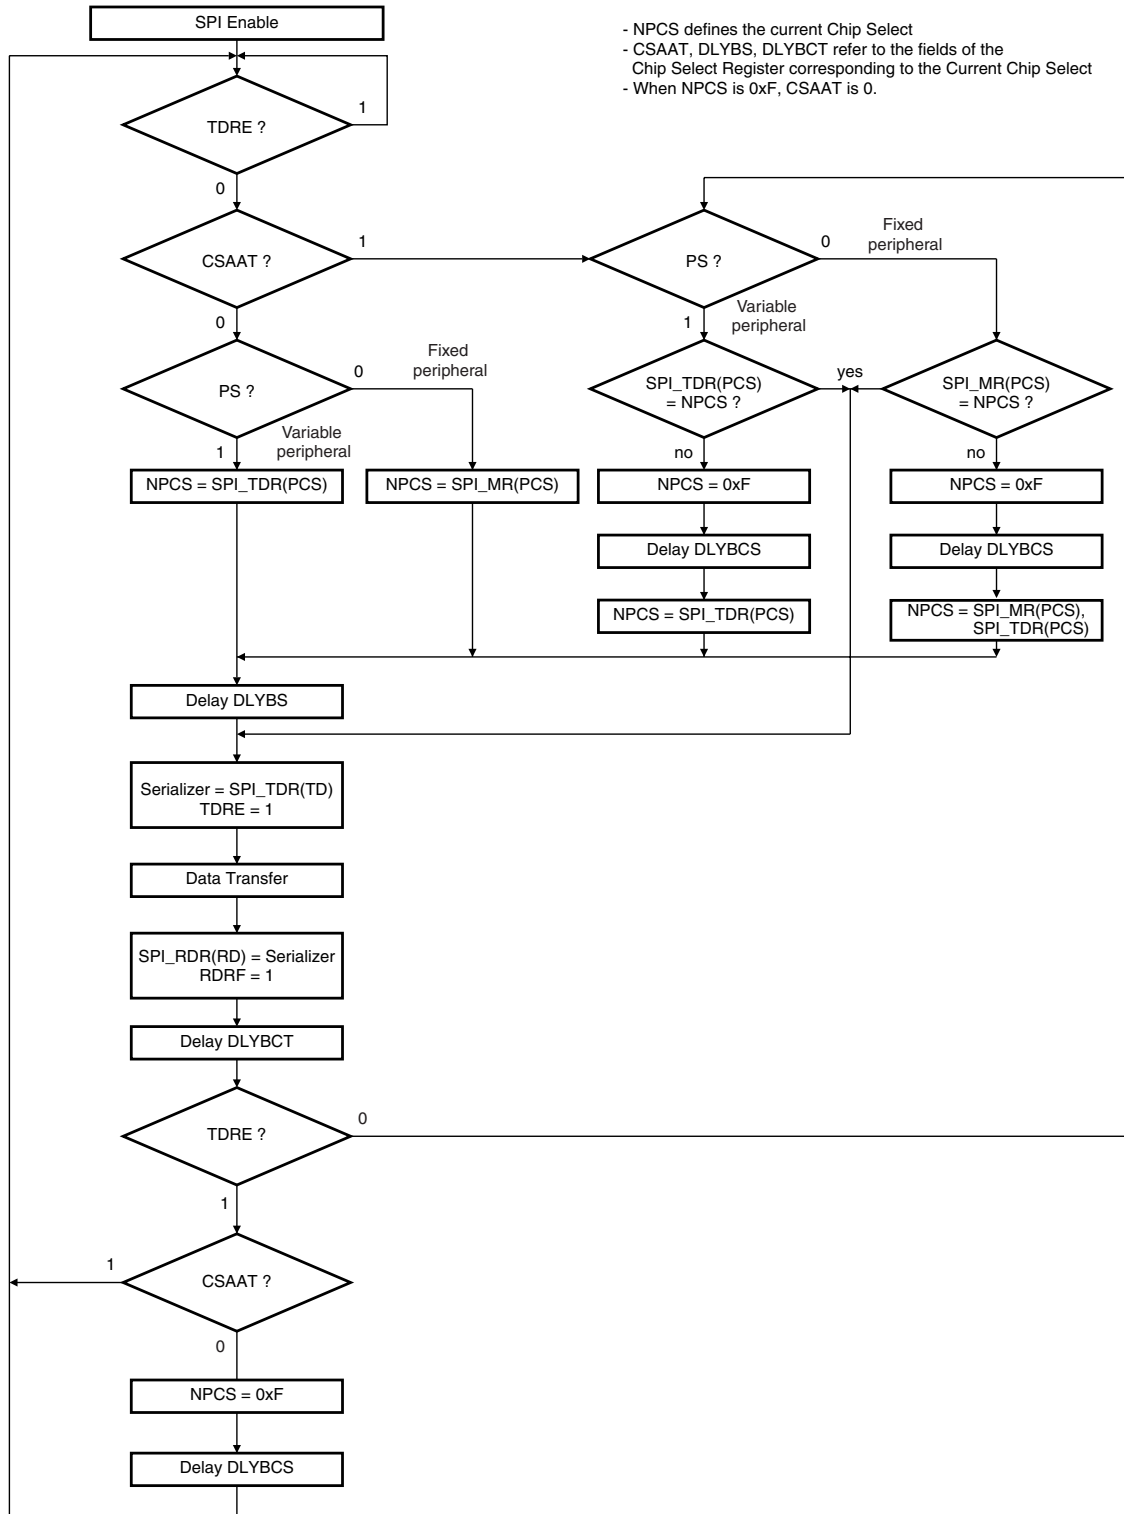 SPI Enable
- NPCS defines the current Chip Select
- CSAAT, DLYBS, DLYBCT refer to the fields of the
Chip Select Register corresponding to the Current Chip Select
- When NPCS is 0xF, CSAAT is 0.
1
TDRE ?
0
CSAAT ?
1
PS ?
0
Fixed
peripheral
0
1
Variable
peripheral
PS ?
0
Fixed
peripheral
SPI_TDR(PCS)
= NPCS ?
yes
SPI_MR(PCS)
= NPCS ?
1
Variable
peripheral
no
no
NPCS = SPI_TDR(PCS)
NPCS = SPI_MR(PCS)
NPCS = 0xF
NPCS = 0xF
Delay DLYBCS
Delay DLYBCS
NPCS = SPI_TDR(PCS)
NPCS = SPI_MR(PCS),
SPI_TDR(PCS)
Delay DLYBS
Serializer = SPI_TDR(TD)
TDRE = 1
Data Transfer
SPI_RDR(RD) = Serializer
RDRF = 1
Delay DLYBCT
TDRE ?
0
1
1
CSAAT ?
0
NPCS = 0xF
Delay DLYBCS